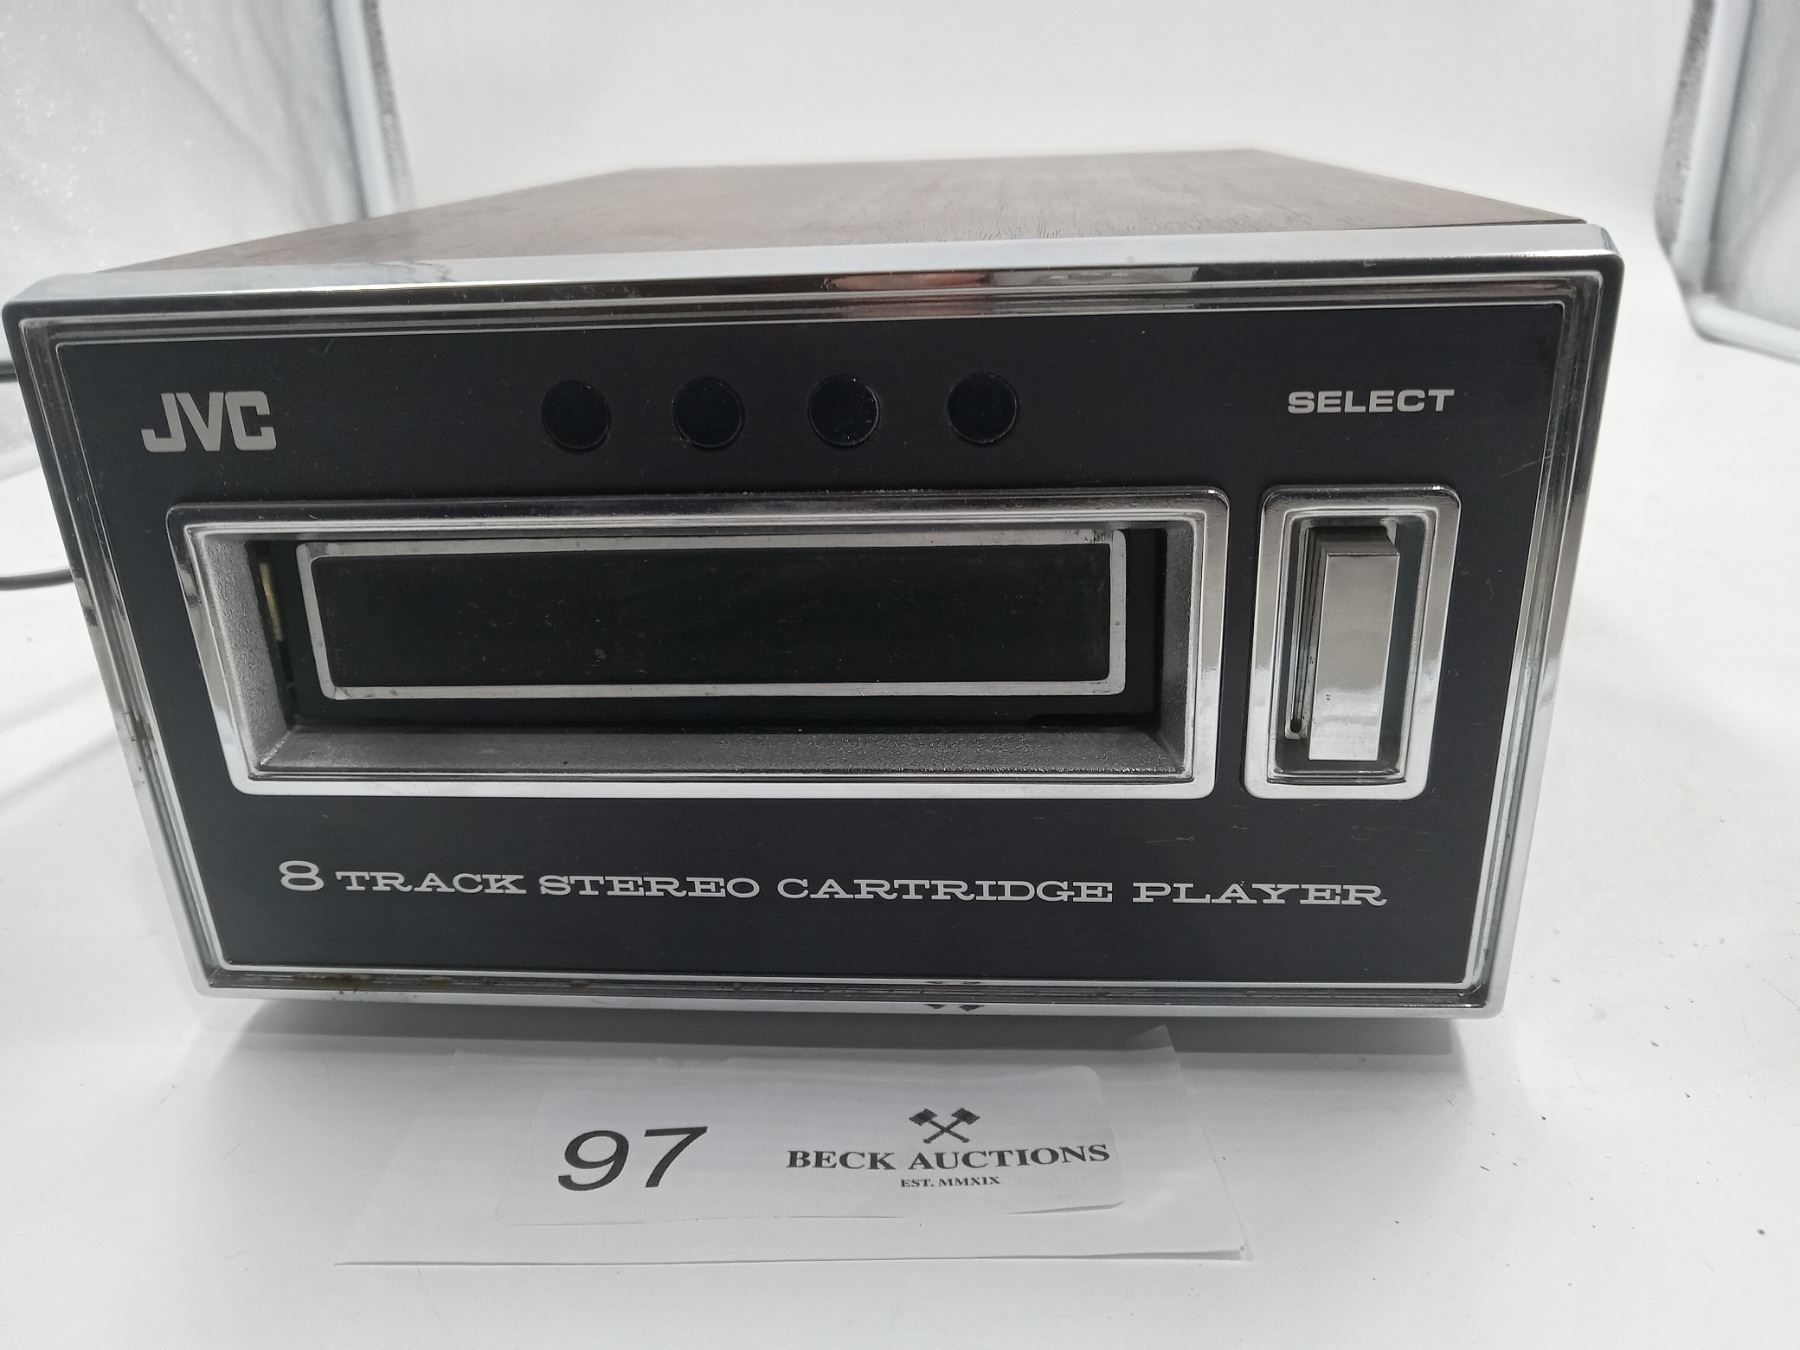 JVC
SELECT
8 TRACK STEREO CARTRIDGE PLAYER
97
BECK AUCTIONS
EST. MMXIX